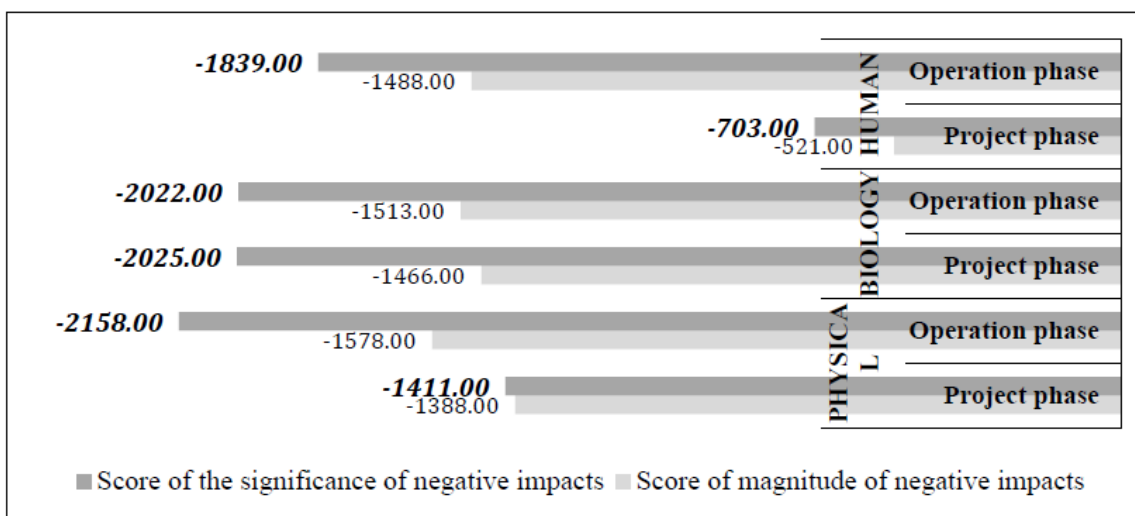 -1839.00
-1488.00
HUMAN
Operation phase
-703.00
-521.00
Project phase
-2022.00
-1513.00
BIOLOGY
Operation phase
-2025.00
-1466.00
Project phase
-2158.00
-1578.00
PHYSICA
L
Operation phase
-1411.00
-1388.00
Project phase
Score of the significance of negative impacts
Score of magnitude of negative impacts